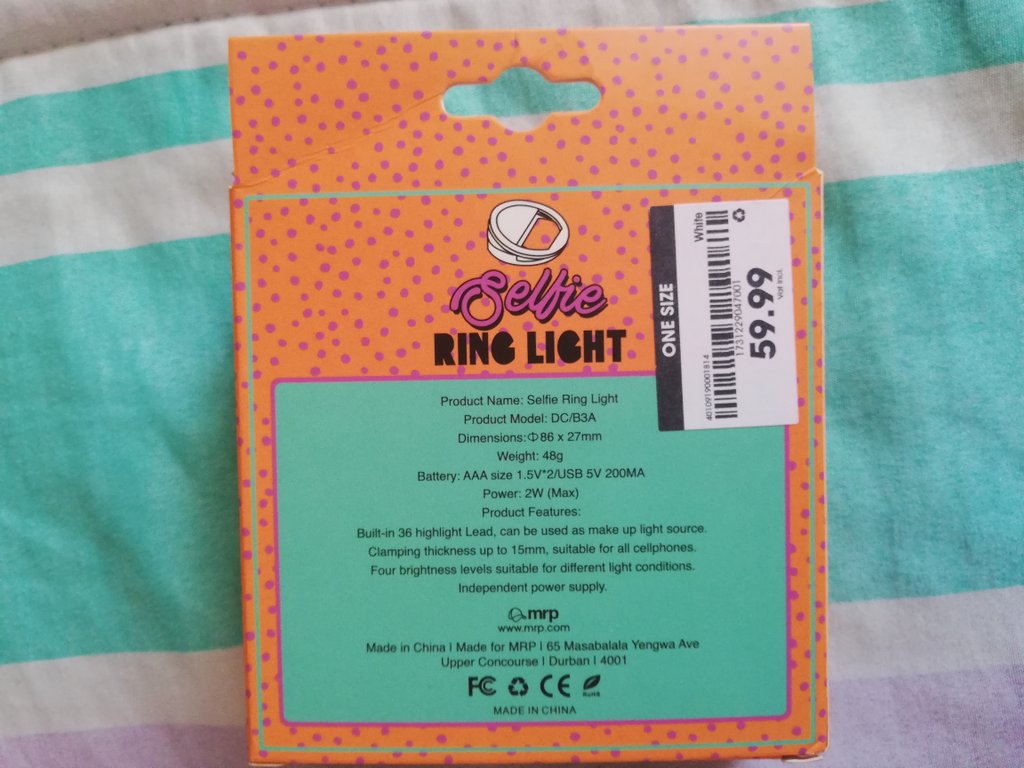 Selfie
RING LIGHT
Product Name: Selfie Ring Light
Product Model: DC/B3A
Dimensions:Φ86 x 27mm
Weight: 48g
Battery: AAA size 1.5V*2/USB 5V 200MA
Power: 2W (Max)
Product Features:
Built-in 36 highlight Lead, can be used as make up light source.
Clamping thickness up to 15mm, suitable for all cellphones.
Four brightness levels suitable for different light conditions.
Independent power supply.
mrp
www.mrp.com
Made in China | Made for MRP | 65 Masabalala Yengwa Ave
Upper Concourse | Durban | 4001
FC CE RoHS
MADE IN CHINA
ONE SIZE
White
40109190001814
1731229047001
59.99
Vat Incl.